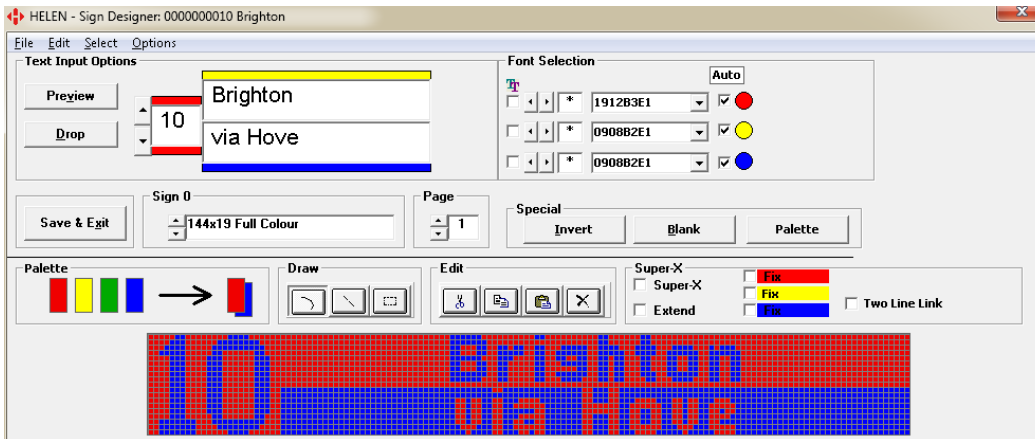 HELEN - Sign Designer: 0000000010 Brighton
File Edit Select Options
Text Input Options
Preview
Drop
10
Brighton
via Hove
Font Selection
Auto
* 1912B3E1
* 0908B2E1
* 0908B2E1
Save & Exit
Sign 0
144x19 Full Colour
Page
1
Special
Invert Blank Palette
Palette
Draw
Edit
Super-X
Super-X
Extend
Fix
Fix
Fix
Two Line Link
10 Brighton
via Hove